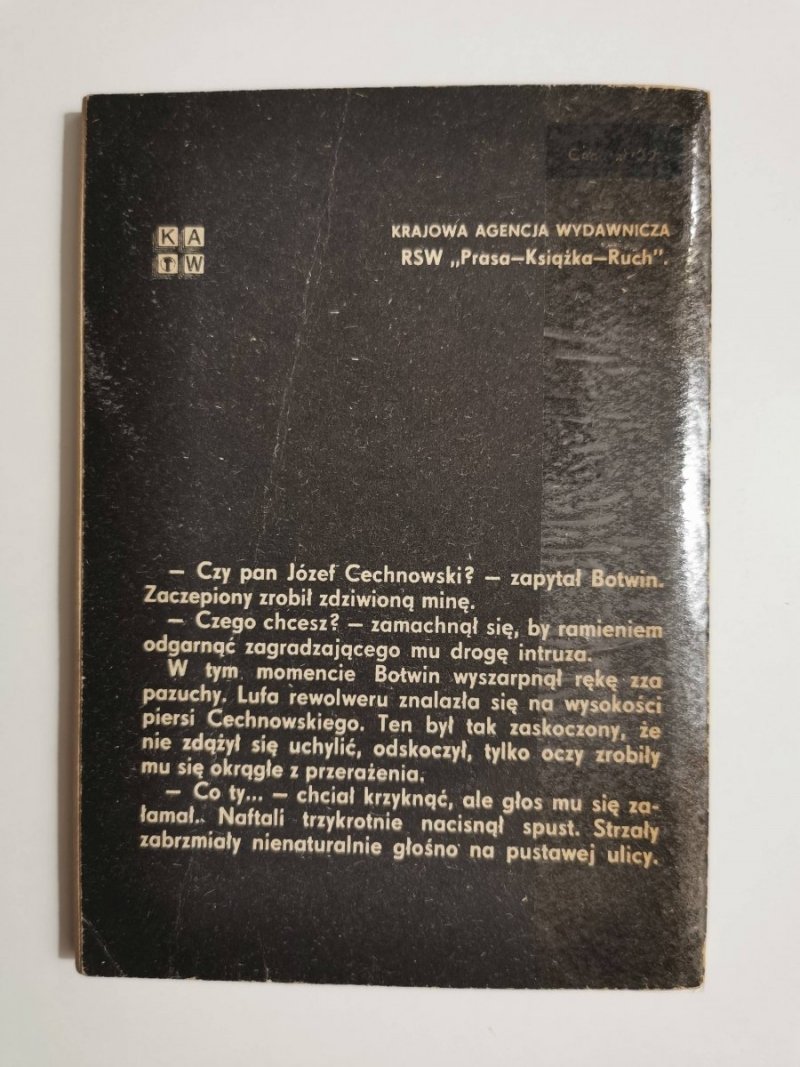 KRAJOWA AGENCJA WYDAWNICZA
K A
W
RSW „Prasa—Książka—Ruch”.
— Czy pan Józef Cechnowski? — zapytał Botwin.
Zaczepiony zrobił zdziwioną minę.
— Czego chcesz? — zamachnął się, by ramieniem
odgarnąć zagradzającego mu drogę intruza.
W tym momencie Botwin wyszarpnął rękę zza
pazuchy. Lufa rewolweru znalazła się na wysokości
piersi Cechnowskiego. Ten był tak zaskoczony, że
nie zdążył się uchylić, odskoczył, tylko oczy zrobiły
mu się okrągłe z przerażenia.
— Co ty... — chciał krzyknąć, ale głos mu się za-
łamał. Naftali trzykrotnie nacisnął spust. Strzały
zabrzmiały nienaturalnie głośno na pustawej ulicy.